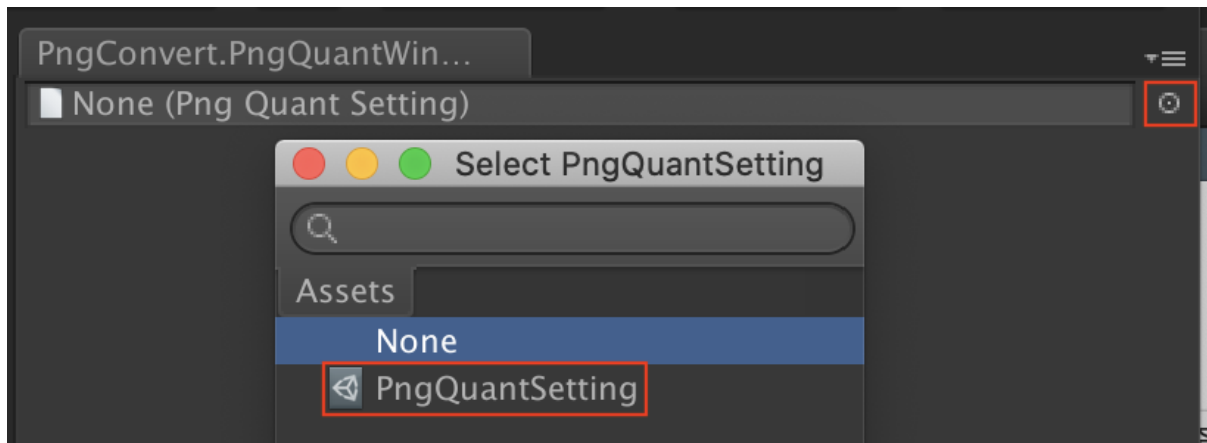 PngConvert.PngQuantWin...
None (Png Quant Setting)
Select PngQuantSetting
Assets
None
PngQuantSetting